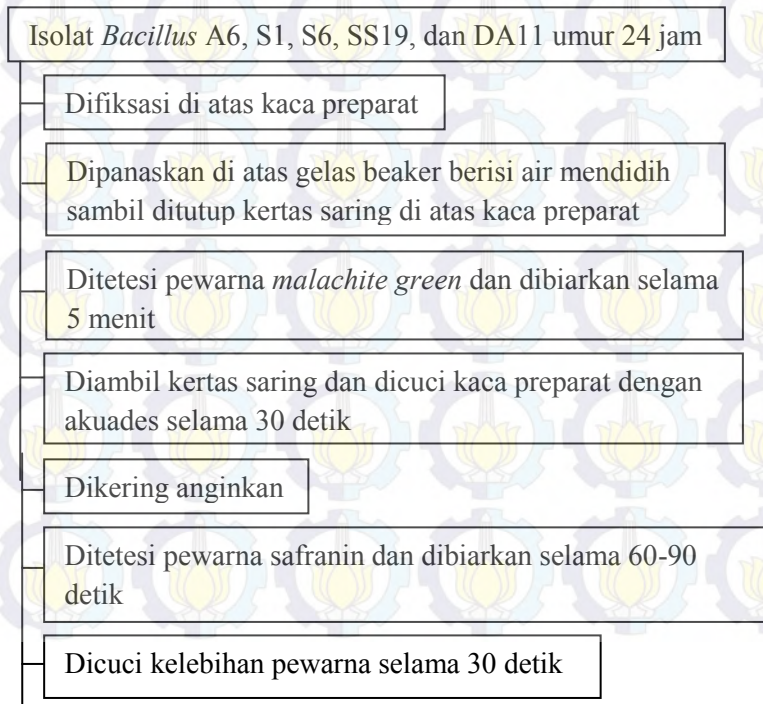 Isolat Bacillus A6, S1, S6, SS19, dan DA11 umur 24 jam
Difiksasi di atas kaca preparat
Dipanaskan di atas gelas beaker berisi air mendidih
sambil ditutup kertas saring di atas kaca preparat
Ditetesi pewarna malachite green dan dibiarkan selama
5 menit
Diambil kertas saring dan dicuci kaca preparat dengan
akuades selama 30 detik
Dikering anginkan
Ditetesi pewarna safranin dan dibiarkan selama 60-90
detik
Dicuci kelebihan pewarna selama 30 detik